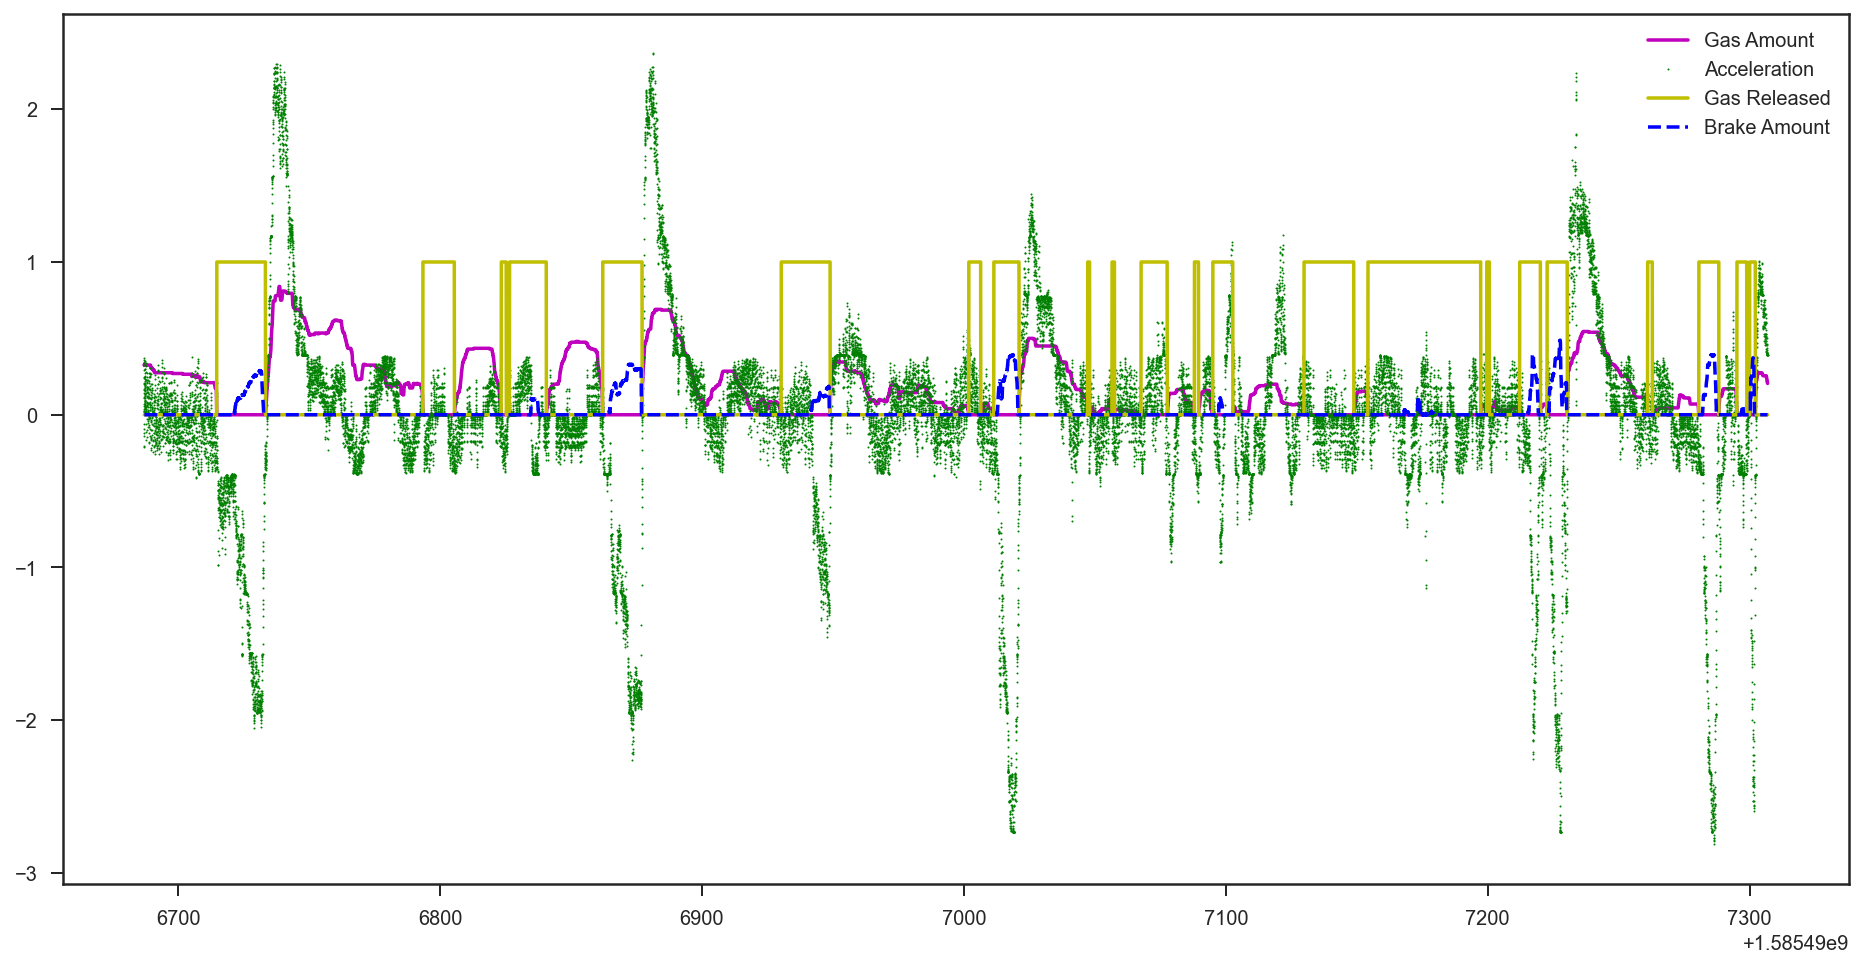 Gas Amount
Acceleration
Gas Released
Brake Amount
2
1
0
−1
−2
−3
6700 6800 6900 7000 7100 7200 7300
+1.58549e9